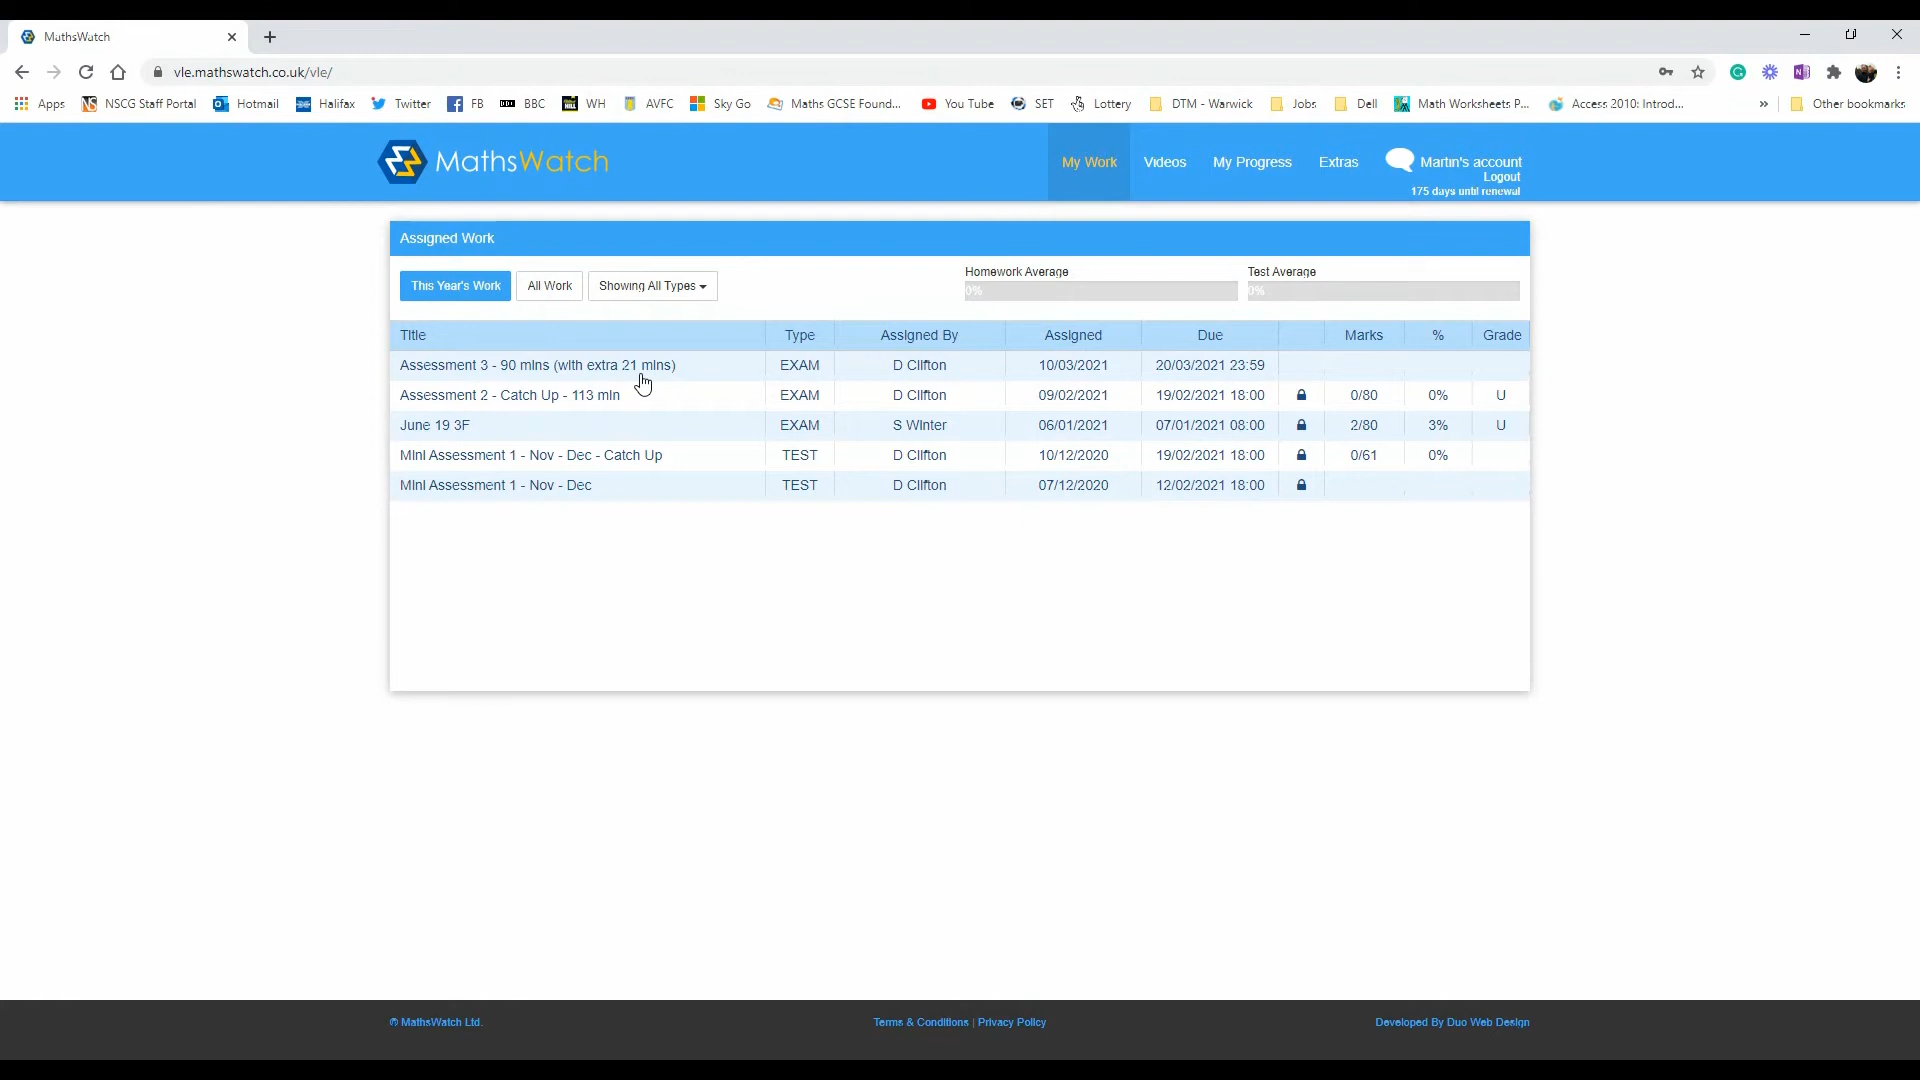 MathsWatch
vle.mathswatch.co.uk/vle/
Apps NSCG Staff Portal Hotmail Halifax Twitter FB BBC WH AVFC Sky Go Maths GCSE Found... You Tube SET Lottery DTM - Warwick Jobs Dell Math Worksheets P... Access 2010: Introd... » Other bookmarks
MathsWatch My Work Videos My Progress Extras Martin's account
Logout
175 days until renewal
Assigned Work
This Year's Work All Work Showing All Types Homework Average Test Average
0% 0%
Title Type Assigned By Assigned Due Marks % Grade
Assessment 3 - 90 mins (with extra 21 mins) EXAM D Clifton 10/03/2021 20/03/2021 23:59
Assessment 2 - Catch Up - 113 min EXAM D Clifton 09/02/2021 19/02/2021 18:00 0/80 0% U
June 19 3F EXAM S Winter 06/01/2021 07/01/2021 08:00 2/80 3% U
Mini Assessment 1 - Nov - Dec - Catch Up TEST D Clifton 10/12/2020 19/02/2021 18:00 0/61 0%
Mini Assessment 1 - Nov - Dec TEST D Clifton 07/12/2020 12/02/2021 18:00
© MathsWatch Ltd. Terms & Conditions | Privacy Policy Developed By Duo Web Design